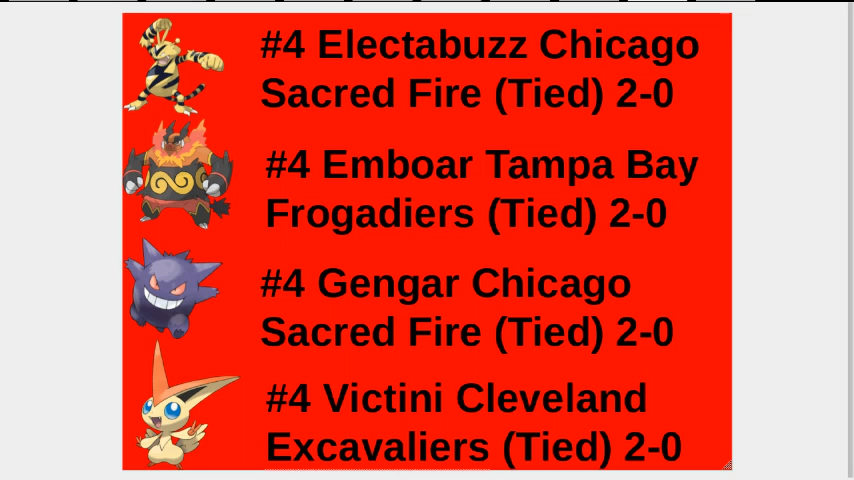 #4 Electabuzz Chicago
Sacred Fire (Tied) 2-0
#4 Emboar Tampa Bay
Frogadiers (Tied) 2-0
#4 Gengar Chicago
Sacred Fire (Tied) 2-0
#4 Victini Cleveland
Excavaliers (Tied) 2-0